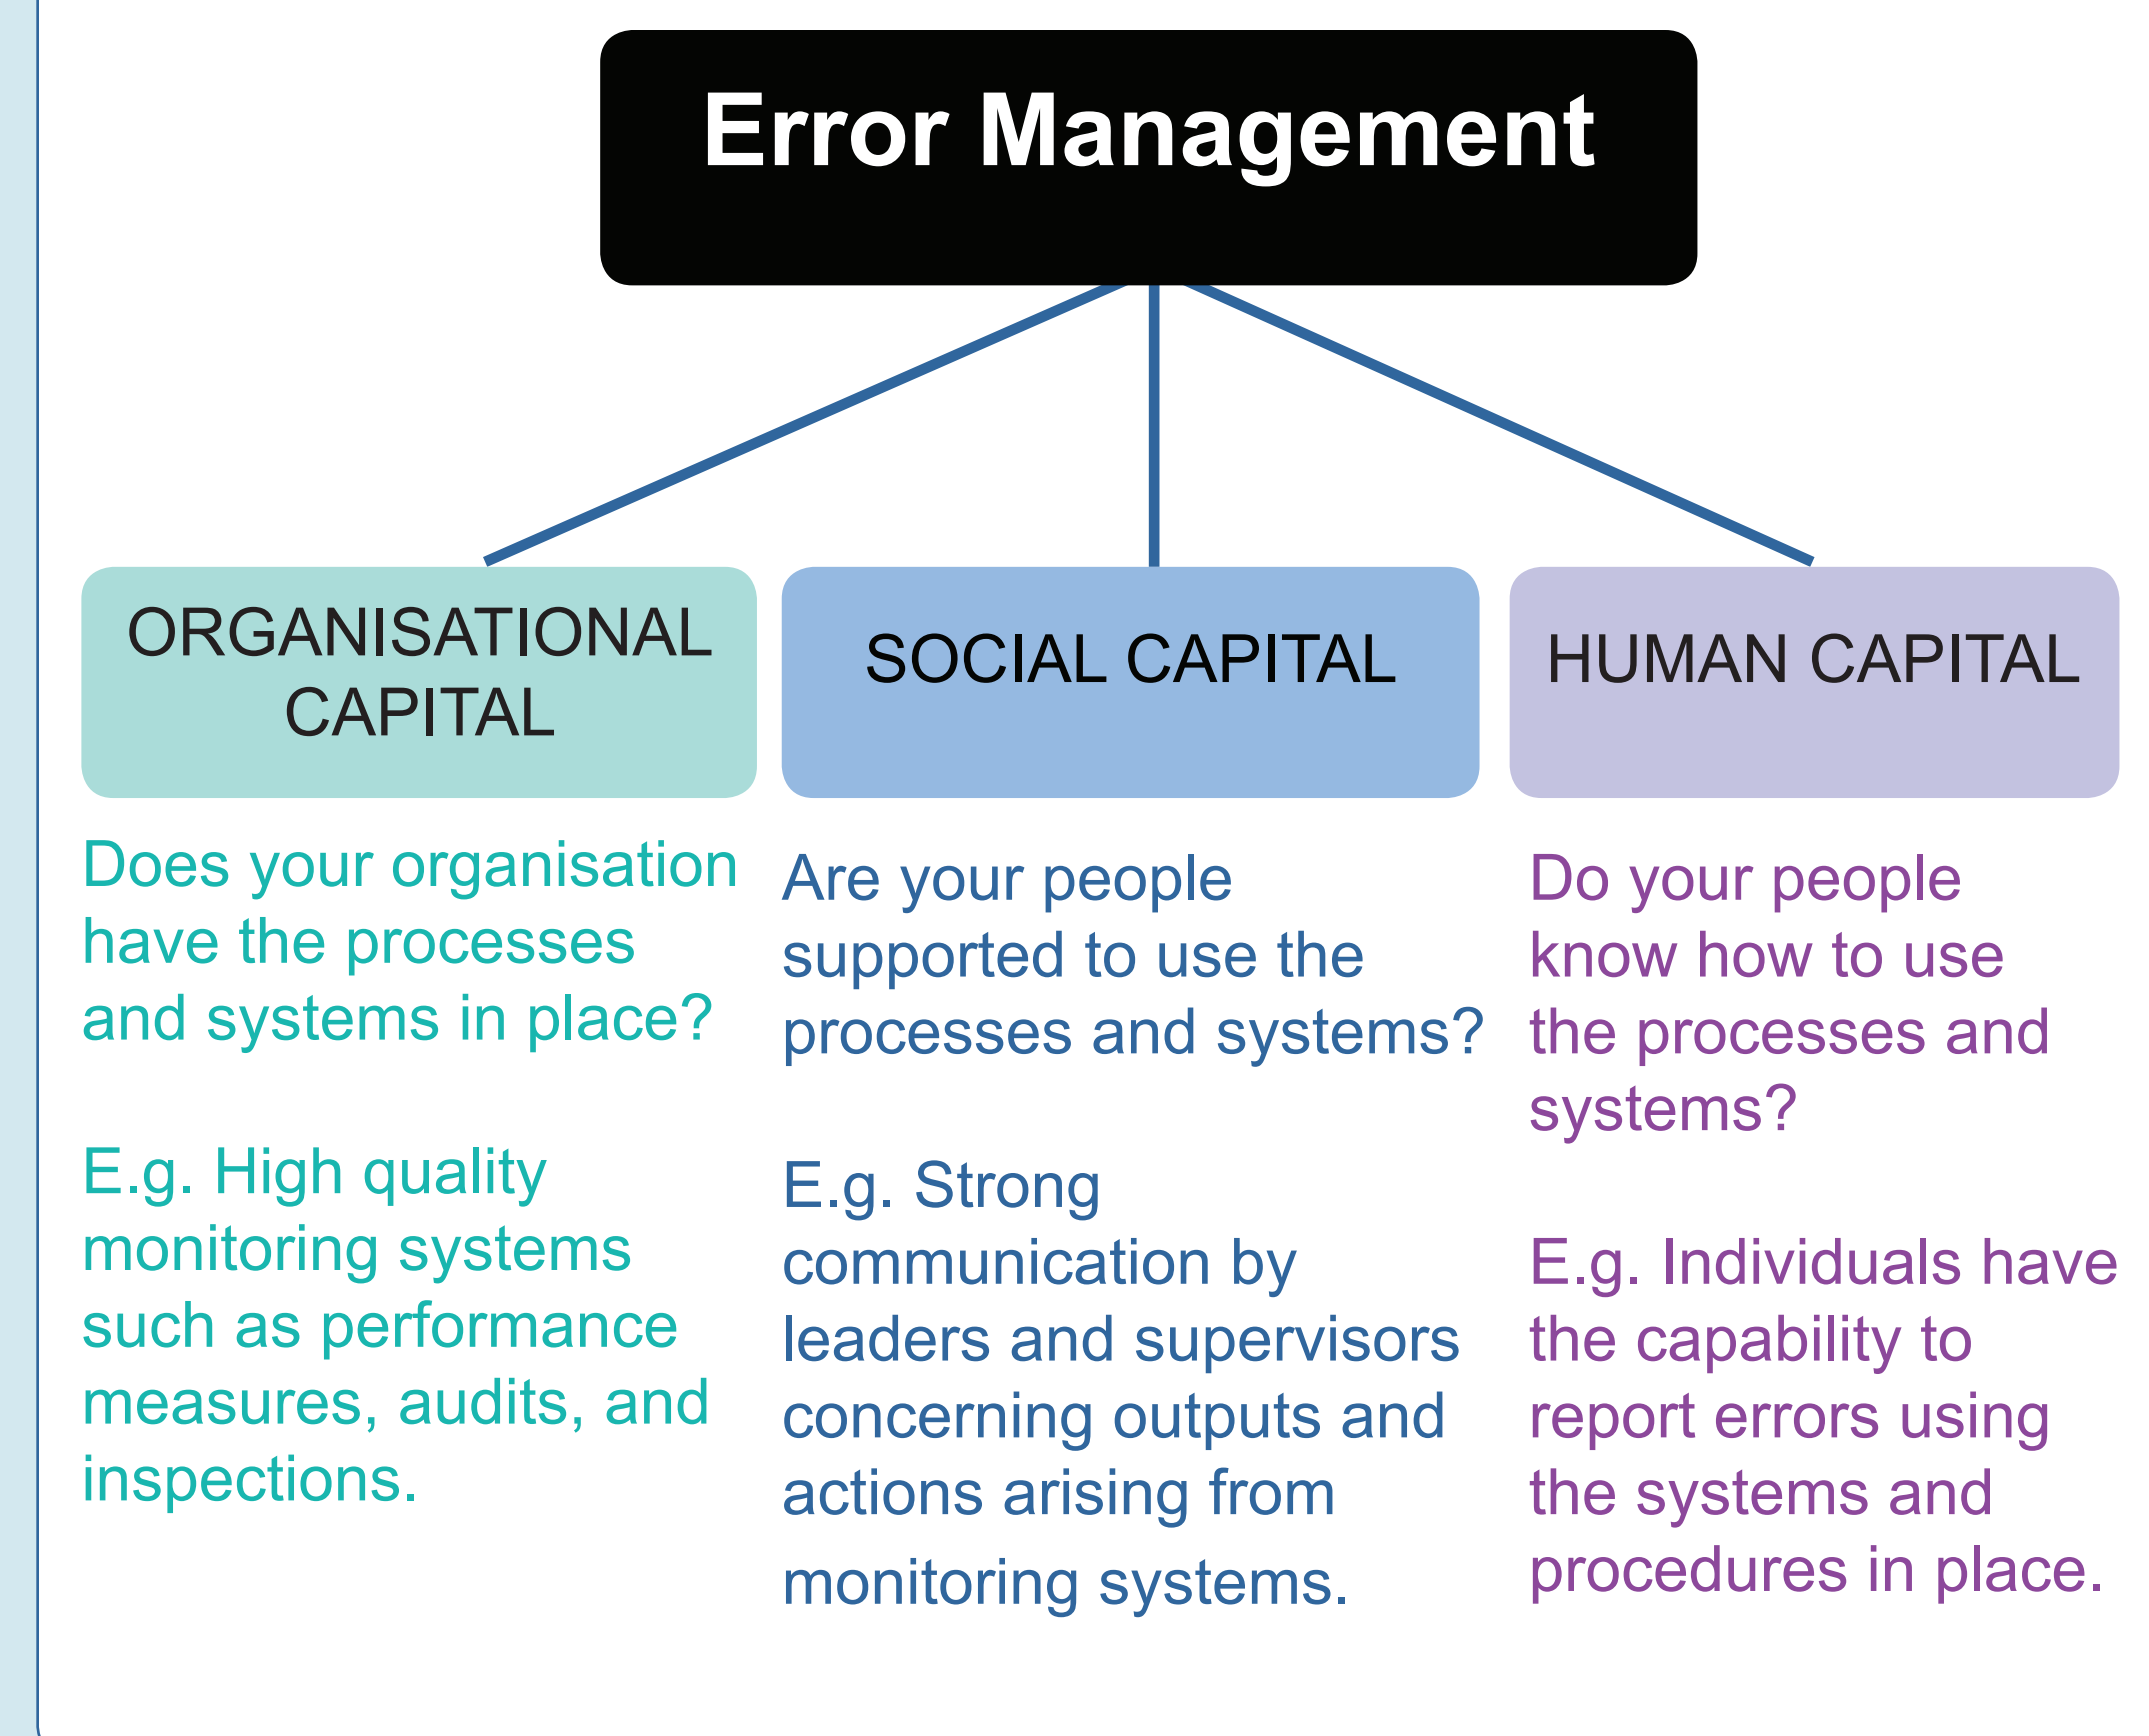 Error Management
ORGANISATIONAL
CAPITAL
Does your organisation
have the processes
and systems in place?
E.g. High quality
monitoring systems
such as performance
measures, audits, and
inspections.
SOCIAL CAPITAL
Are your people
supported to use the
processes and systems?
E.g. Strong
communication by
leaders and supervisors
concerning outputs and
actions arising from
monitoring systems.
HUMAN CAPITAL
Do your people
know how to use
the processes and
systems?
E.g. Individuals have
the capability to
report errors using
the systems and
procedures in place.